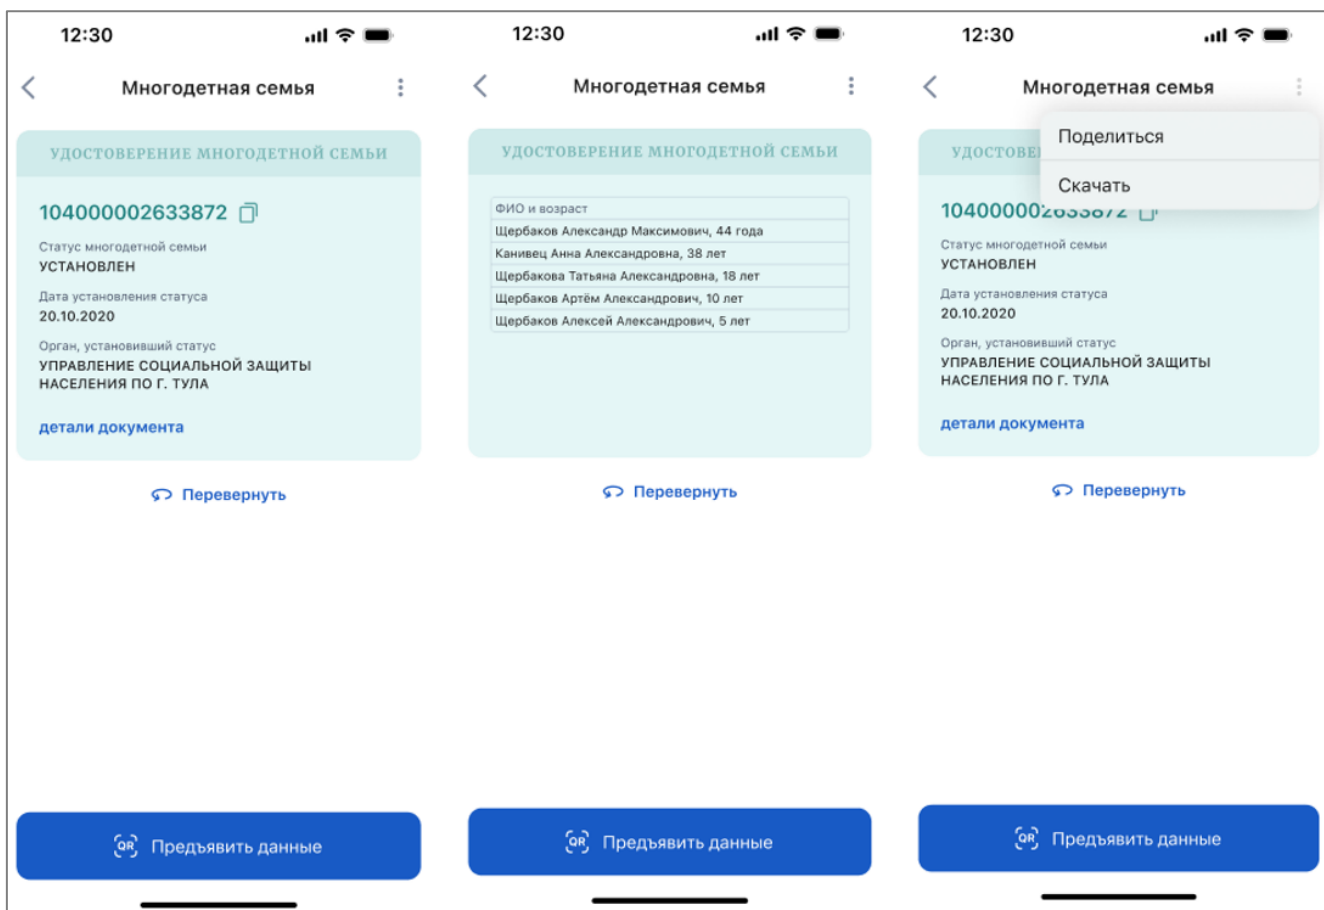 12:30
Многодетная семья
УДОСТОВЕРЕНИЕ МНОГОДЕТНОЙ СЕМЬИ
104000002633872
Статус многодетной семьи
УСТАНОВЛЕН
Дата установления статуса
20.10.2020
Орган, установивший статус
УПРАВЛЕНИЕ СОЦИАЛЬНОЙ ЗАЩИТЫ
НАСЕЛЕНИЯ ПО Г. ТУЛА
детали документа
Перевернуть
QR Предъявить данные
12:30
Многодетная семья
УДОСТОВЕРЕНИЕ МНОГОДЕТНОЙ СЕМЬИ
ФИО и возраст
Щербаков Александр Максимович, 44 года
Канивец Анна Александровна, 38 лет
Щербакова Татьяна Александровна, 18 лет
Щербаков Артём Александрович, 10 лет
Щербаков Алексей Александрович, 5 лет
Перевернуть
QR Предъявить данные
12:30
Многодетная семья
Поделиться
Скачать
УДОСТОВЕ
104000002633872
Статус многодетной семьи
УСТАНОВЛЕН
Дата установления статуса
20.10.2020
Орган, установивший статус
УПРАВЛЕНИЕ СОЦИАЛЬНОЙ ЗАЩИТЫ
НАСЕЛЕНИЯ ПО Г. ТУЛА
детали документа
Перевернуть
QR Предъявить данные